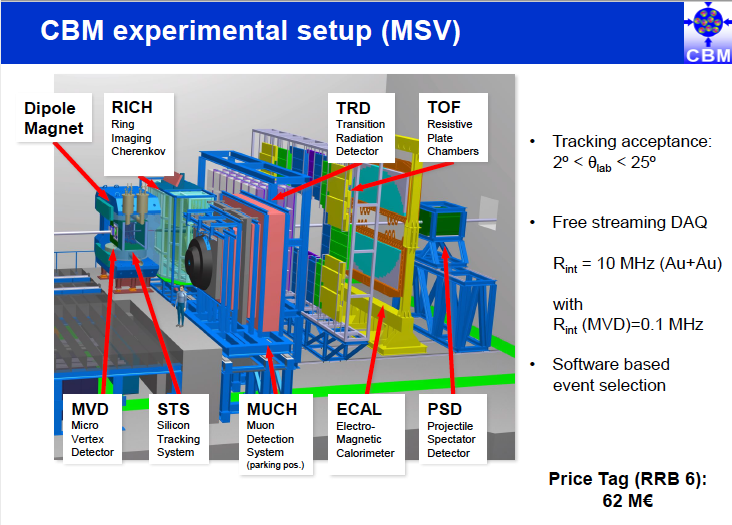 CBM experimental setup (MSV)
CBM
Dipole
Magnet
RICH
Ring
Imaging
Cherenkov
TRD
Transition
Radiation
Detector
TOF
Resistive
Plate
Chambers
MVD
Micro
Vertex
Detector
STS
Silicon
Tracking
System
MUCH
Muon
Detection
System
(parking pos.)
ECAL
Electro-
Magnetic
Calorimeter
PSD
Projectile
Spectator
Detector
• Tracking acceptance:
2º < θlab < 25º
• Free streaming DAQ
Rint = 10 MHz (Au+Au)
with
Rint (MVD)=0.1 MHz
• Software based
event selection
Price Tag (RRB 6):
62 M€